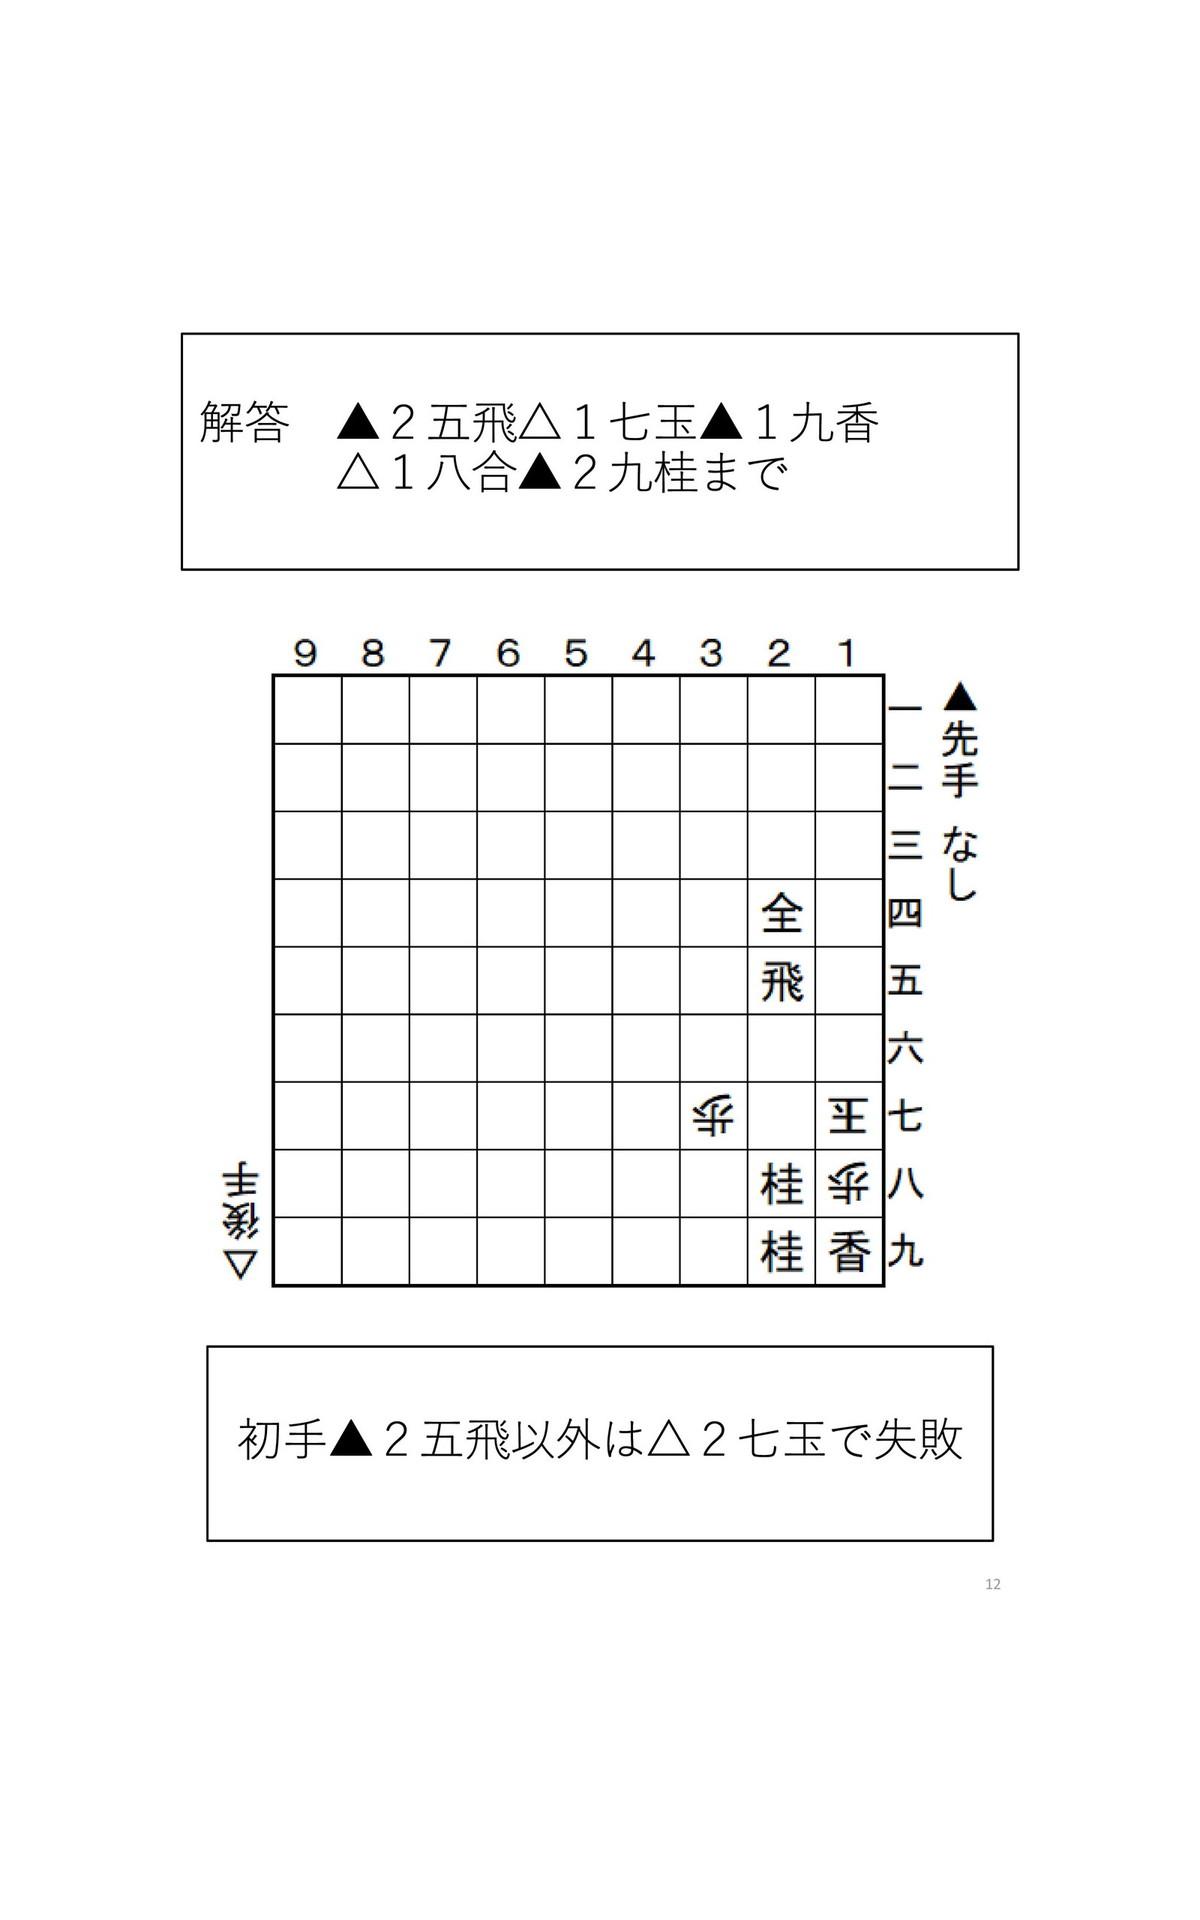 解答　▲２五飛△１七玉▲１九香
△１八合▲２九桂まで
9 8 7 6 5 4 3 2 1
一
二
三
四
五
六
七
八
九
▲先手 なし
全
飛
歩 王
桂 歩
桂 香
△後手
初手▲２五飛以外は△２七玉で失敗
12